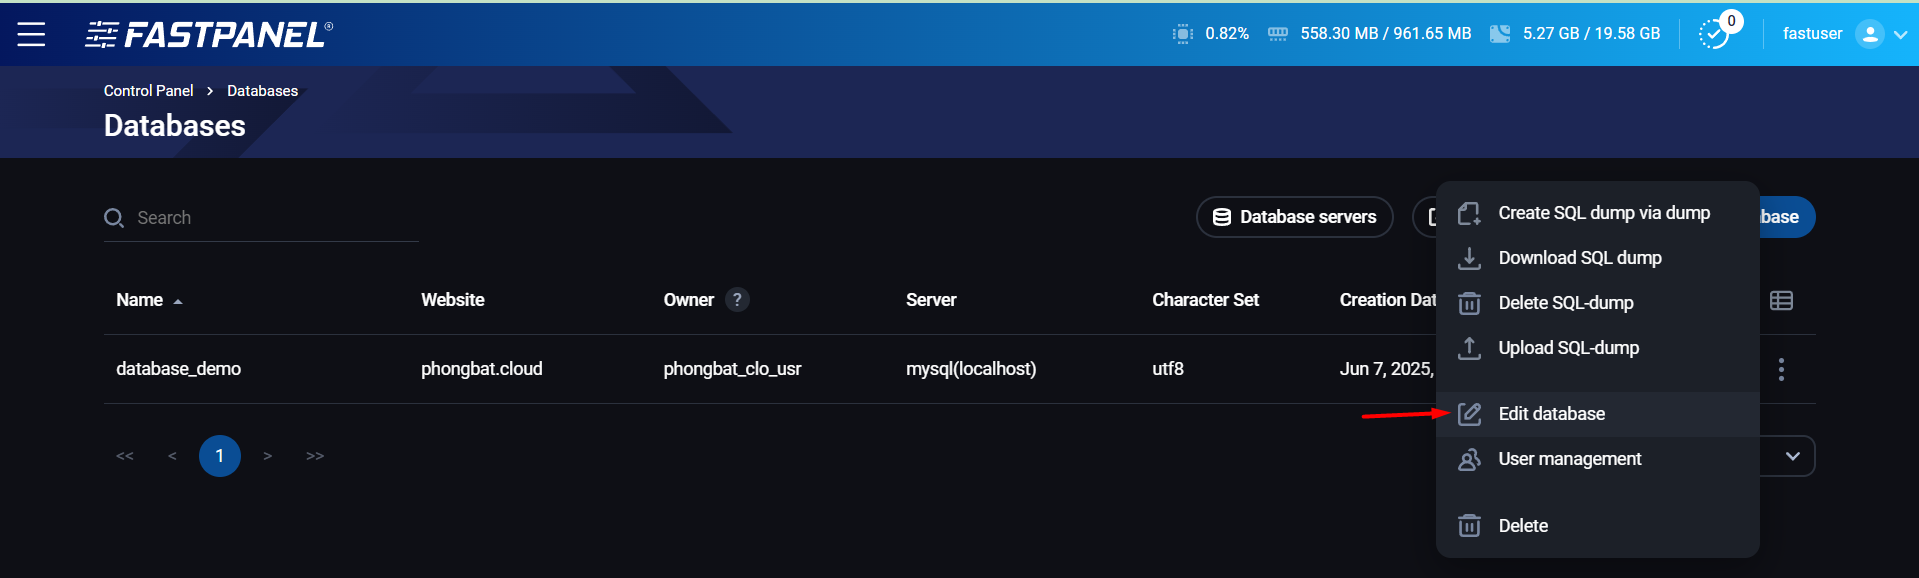 FASTPANEL®
0.82% 558.30 MB / 961.65 MB 5.27 GB / 19.58 GB 0 fastuser
Control Panel > Databases
Databases
Search
Database servers
base
Name Website Owner ? Server Character Set Creation Dat
database_demo phongbat.cloud phongbat_clo_usr mysql(localhost) utf8 Jun 7, 2025,
<< < 1 > >>
Create SQL dump via dump
Download SQL dump
Delete SQL-dump
Upload SQL-dump
Edit database
User management
Delete